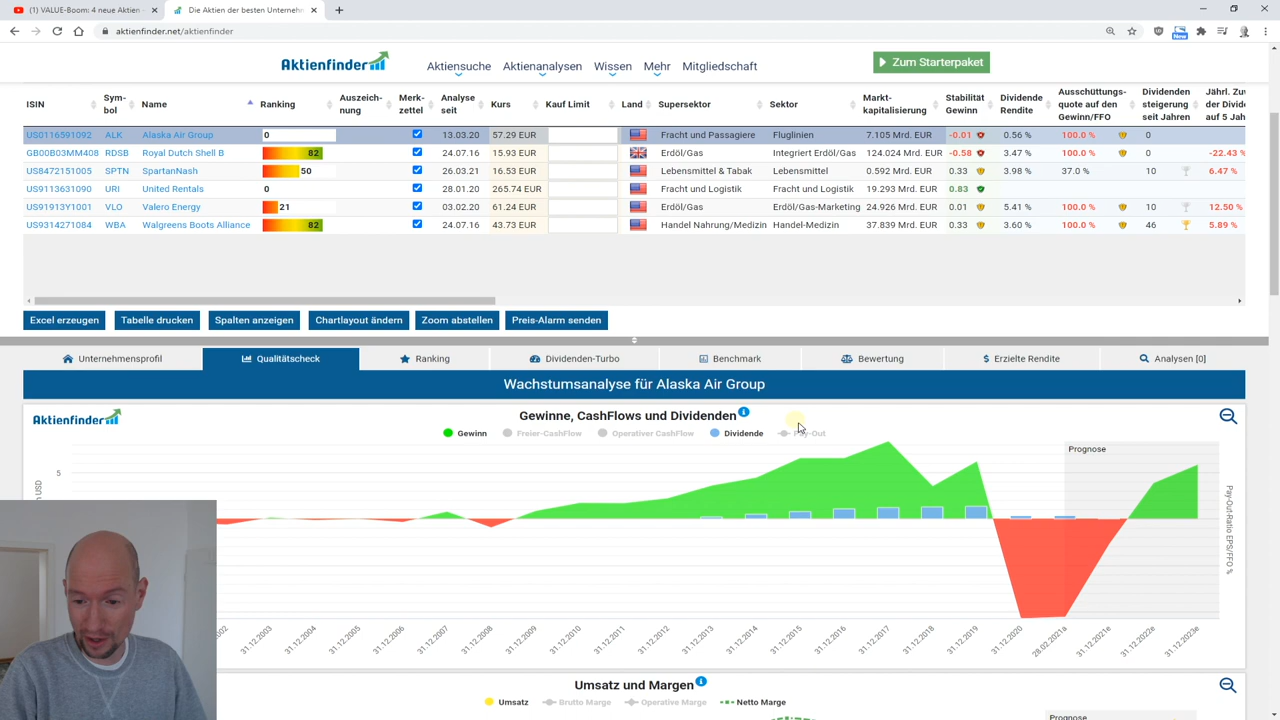 (1) VALUE-Boom: 4 neue Aktien
Die Aktien der besten Unternehm
aktienfinder.net/aktienfinder
New
Aktienfinder
Aktiensuche
Aktienanalysen
Wissen
Mehr
Mitgliedschaft
Zum Starterpaket
ISIN Sym-bol Name Ranking Auszeich-nung Merk-zettel Analyse seit Kurs Kauf Limit Land Supersektor Sektor Markt-kapitalisierung Stabilität Gewinn Dividende Rendite Ausschüttungs-quote auf den Gewinn/FFO Dividenden steigerung seit Jahren Jährl. Zuw der Divide auf 5 Jah
US0116591092 ALK Alaska Air Group 0 13.03.20 57.29 EUR Fracht und Passagiere Fluglinien 7.105 Mrd. EUR -0.01 0.56 % 100.0 % 0
GB00B03MM408 RDSB Royal Dutch Shell B 82 24.07.16 15.93 EUR Erdöl/Gas Integriert Erdöl/Gas 124.024 Mrd. EUR -0.58 3.47 % 100.0 % 0 -22.43 %
US8472151005 SPTN SpartanNash 50 26.03.21 16.53 EUR Lebensmittel & Tabak Lebensmittel 0.592 Mrd. EUR 0.33 3.98 % 37.0 % 10 6.47 %
US9113631090 URI United Rentals 0 28.01.20 265.74 EUR Fracht und Logistik Fracht und Logistik 19.293 Mrd. EUR 0.83
US91913Y1001 VLO Valero Energy 21 03.02.20 61.24 EUR Erdöl/Gas Erdöl/Gas-Marketing 24.926 Mrd. EUR 0.01 5.41 % 100.0 % 10 12.50 %
US9314271084 WBA Walgreens Boots Alliance 82 24.07.16 43.73 EUR Handel Nahrung/Medizin Handel-Medizin 37.839 Mrd. EUR 0.33 3.60 % 100.0 % 46 5.89 %
Excel erzeugen
Tabelle drucken
Spalten anzeigen
Chartlayout ändern
Zoom abstellen
Preis-Alarm senden
Unternehmensprofil
Qualitätscheck
Ranking
Dividenden-Turbo
Benchmark
Bewertung
Erzielte Rendite
Analysen [0]
Wachstumsanalyse für Alaska Air Group
Aktienfinder
Gewinne, CashFlows und Dividenden
Gewinn Freier-CashFlow Operativer CashFlow Dividende Pay-Out
Prognose
5
USD
Pay-Out-Ratio EPS/FFO %
2002 31.12.2003 31.12.2004 31.12.2005 31.12.2006 31.12.2007 31.12.2008 31.12.2009 31.12.2010 31.12.2011 31.12.2012 31.12.2013 31.12.2014 31.12.2015 31.12.2016 31.12.2017 31.12.2018 31.12.2019 31.12.2020 28.02.2021a 31.12.2021e 31.12.2022e 31.12.2023e
Umsatz und Margen
Umsatz Brutto Marge Operative Marge Netto Marge
Prognose